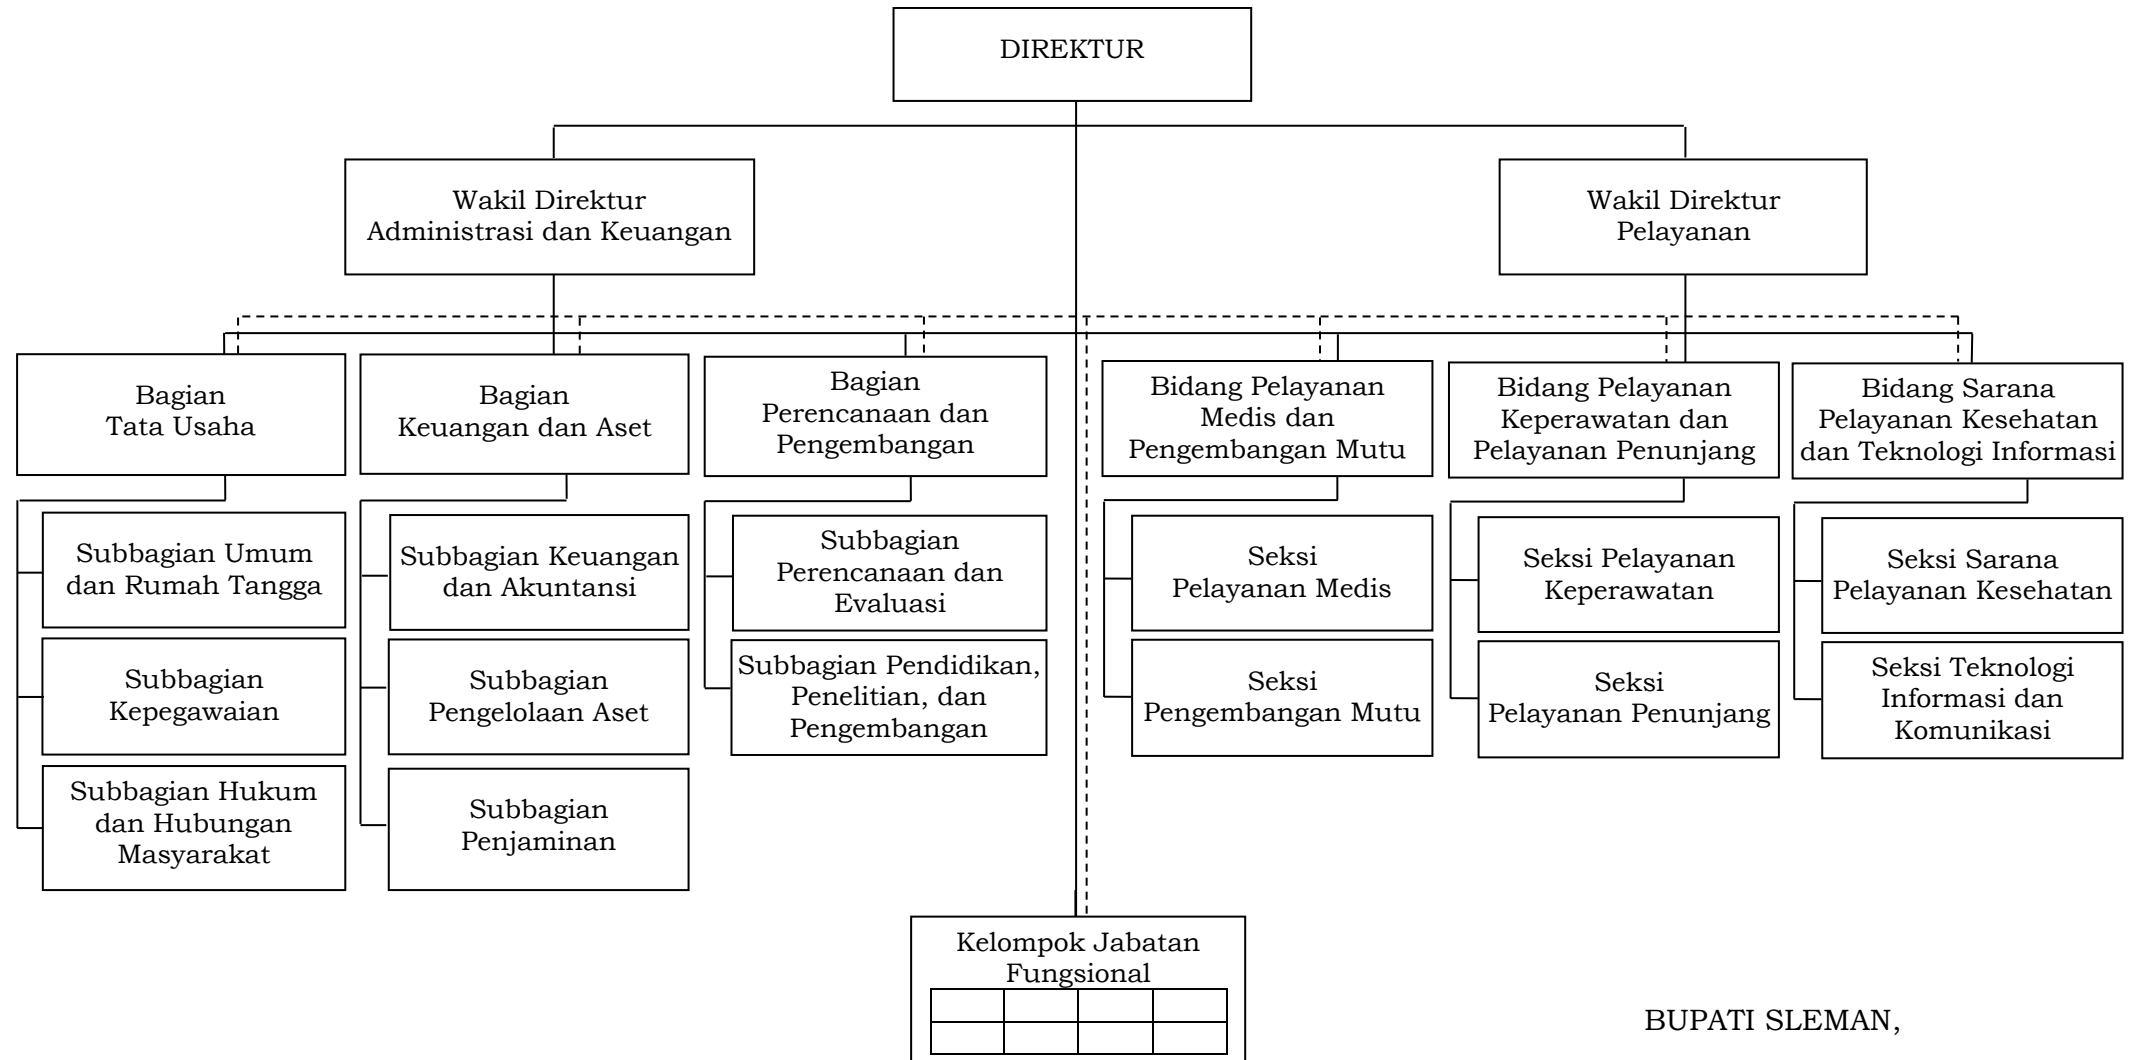 DIREKTUR
Wakil Direktur
Administrasi dan Keuangan
Wakil Direktur
Pelayanan
Bagian
Tata Usaha
Bagian
Keuangan dan Aset
Bagian
Perencanaan dan
Pengembangan
Bidang Pelayanan
Medis dan
Pengembangan Mutu
Bidang Pelayanan
Keperawatan dan
Pelayanan Penunjang
Bidang Sarana
Pelayanan Kesehatan
dan Teknologi Informasi
Subbagian Umum
dan Rumah Tangga
Subbagian Keuangan
dan Akuntansi
Subbagian
Perencanaan dan
Evaluasi
Seksi
Pelayanan Medis
Seksi Pelayanan
Keperawatan
Seksi Sarana
Pelayanan Kesehatan
Subbagian
Kepegawaian
Subbagian
Pengelolaan Aset
Subbagian Pendidikan,
Penelitian, dan
Pengembangan
Seksi
Pengembangan Mutu
Seksi
Pelayanan Penunjang
Seksi Teknologi
Informasi dan
Komunikasi
Subbagian Hukum
dan Hubungan
Masyarakat
Subbagian
Penjaminan
Kelompok Jabatan
Fungsional
BUPATI SLEMAN,